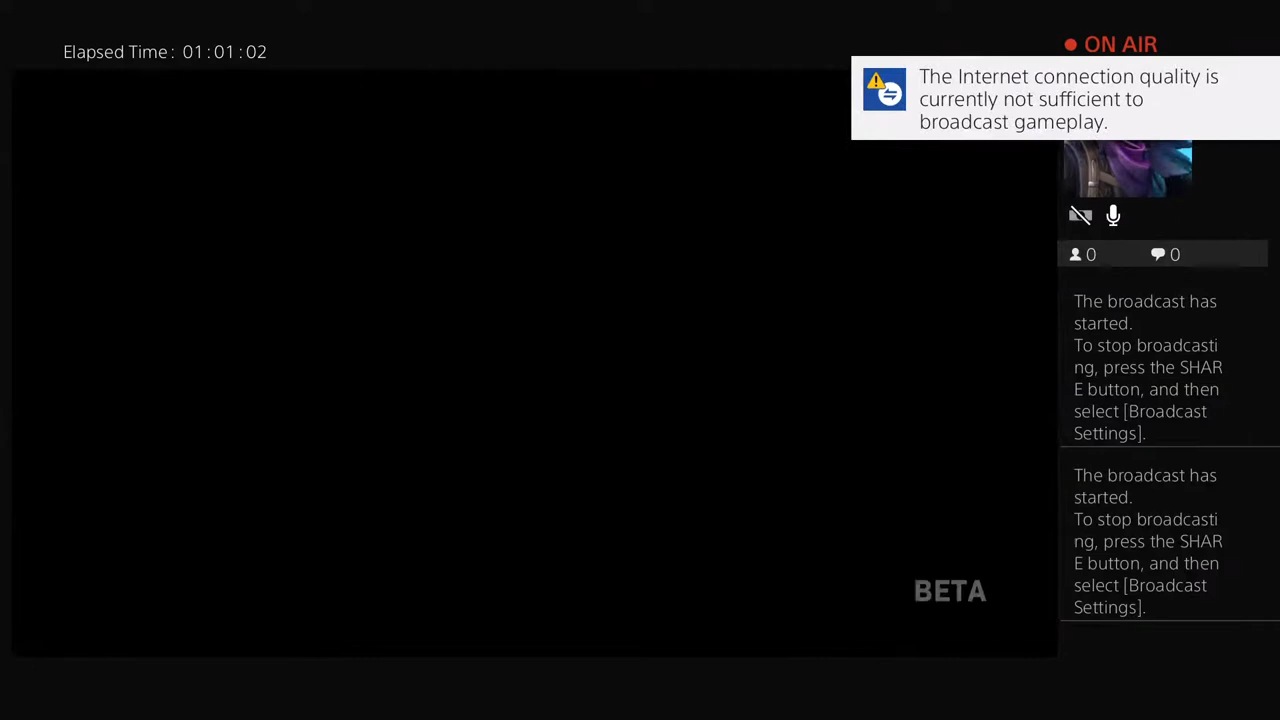 Elapsed Time: 01:01:02
ON AIR
The Internet connection quality is
currently not sufficient to
broadcast gameplay.
0
0
The broadcast has
started.
To stop broadcasti
ng, press the SHAR
E button, and then
select [Broadcast
Settings].
The broadcast has
started.
To stop broadcasti
ng, press the SHAR
E button, and then
select [Broadcast
Settings].
BETA